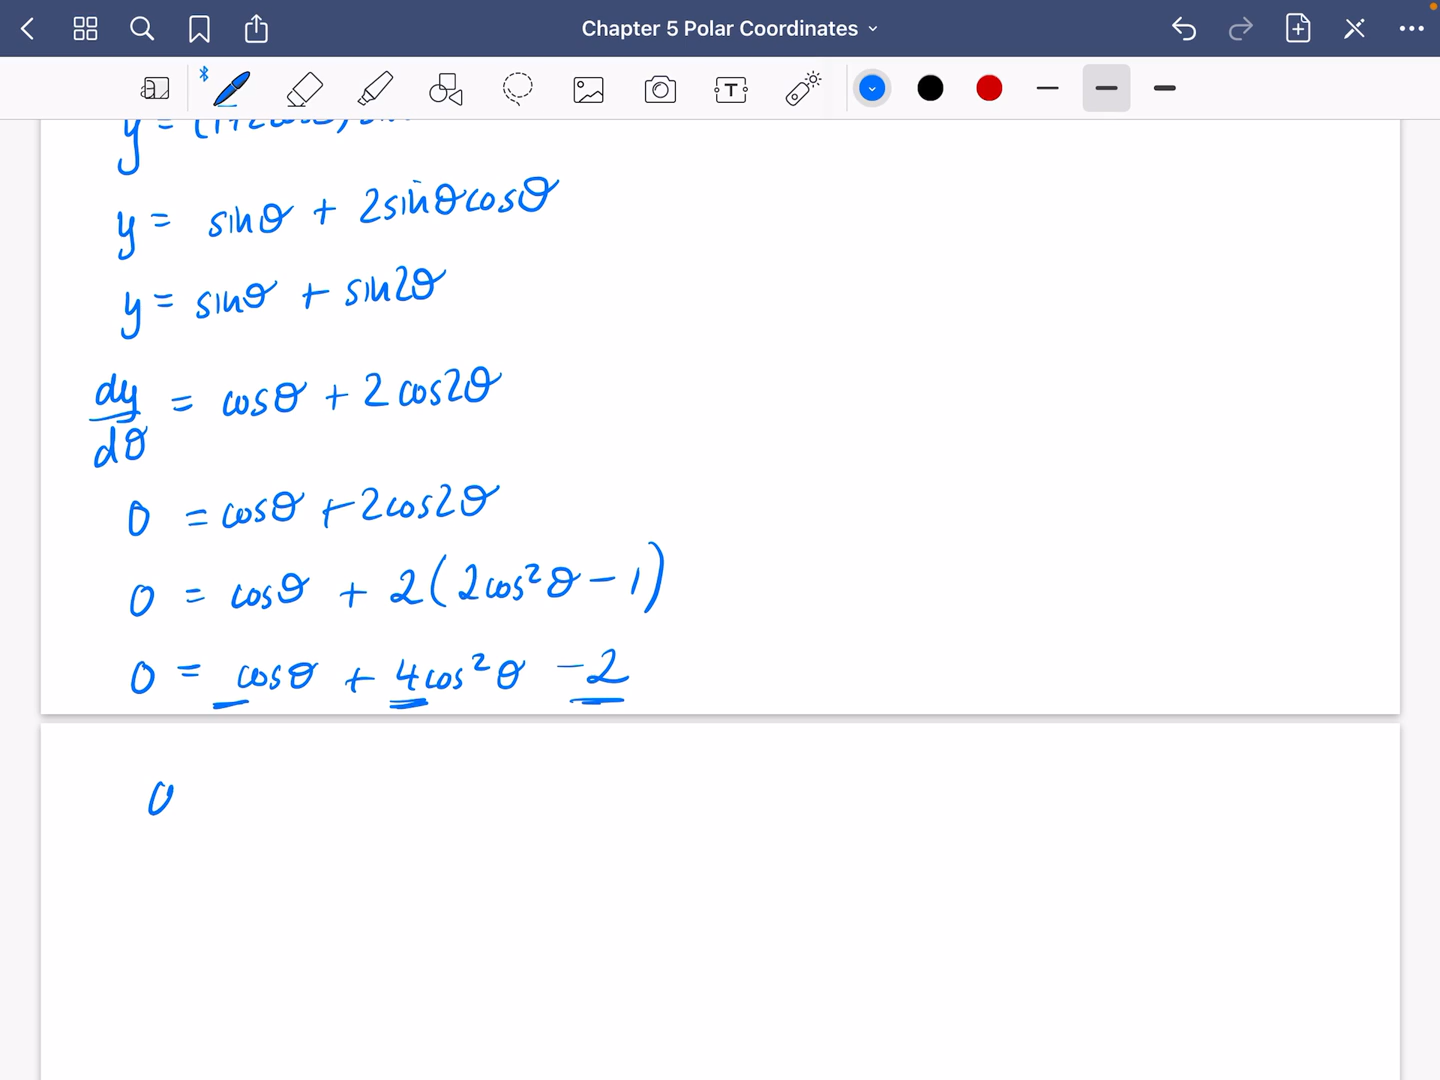 Chapter 5 Polar Coordinates
y = sinθ + 2sinθcosθ
y = sinθ + sin2θ
dy/dθ = cosθ + 2cos2θ
0 = cosθ + 2cos2θ
0 = cosθ + 2(2cos²θ − 1)
0 = cosθ + 4cos²θ − 2
0